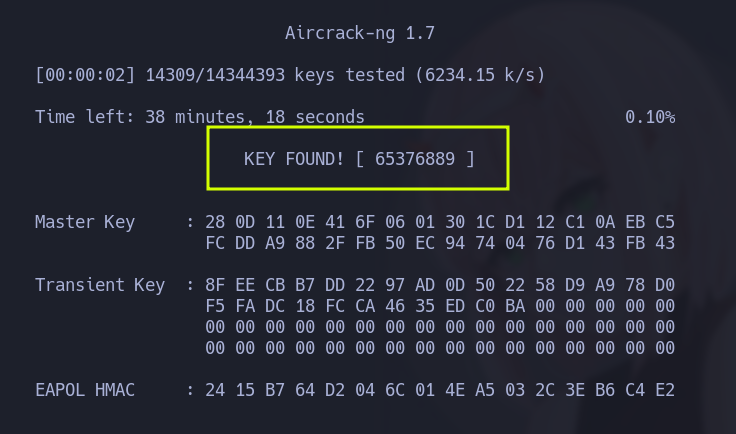 Aircrack-ng 1.7
[00:00:02] 14309/14344393 keys tested (6234.15 k/s)
Time left: 38 minutes, 18 seconds 0.10%
KEY FOUND! [ 65376889 ]
Master Key : 28 0D 11 0E 41 6F 06 01 30 1C D1 12 C1 0A EB C5
FC DD A9 88 2F FB 50 EC 94 74 04 76 D1 43 FB 43
Transient Key : 8F EE CB B7 DD 22 97 AD 0D 50 22 58 D9 A9 78 D0
F5 FA DC 18 FC CA 46 35 ED C0 BA 00 00 00 00 00
00 00 00 00 00 00 00 00 00 00 00 00 00 00 00 00
00 00 00 00 00 00 00 00 00 00 00 00 00 00 00 00
EAPOL HMAC : 24 15 B7 64 D2 04 6C 01 4E A5 03 2C 3E B6 C4 E2